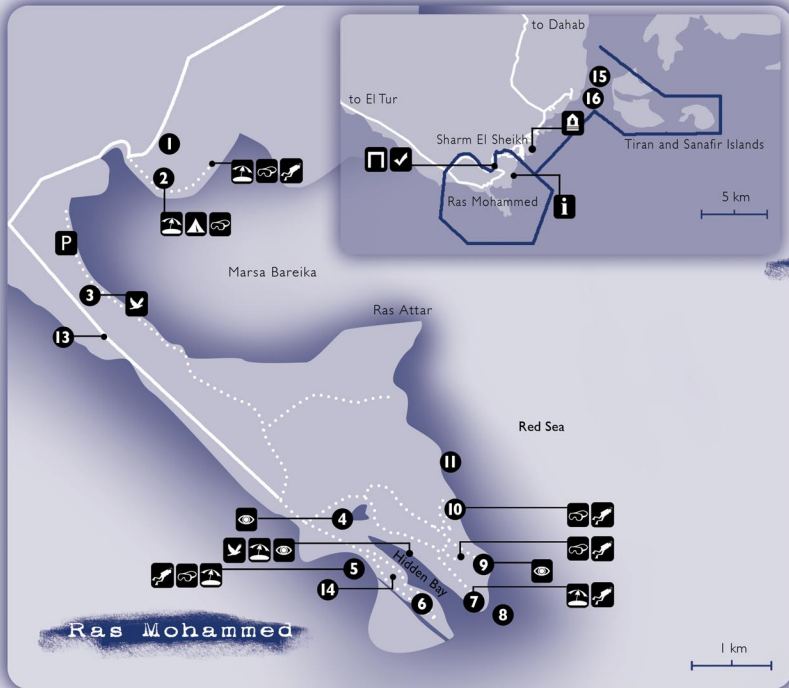 to Dahab
15
to El Tur
16
Sharm El Sheikh
Tiran and Sanafir Islands
Ras Mohammed
i
5 km
1
2
P
Marsa Bareika
3
Ras Attar
13
Red Sea
11
10
4
9
5
Hidden Bay
14
6
7
8
Ras Mohammed
1 km